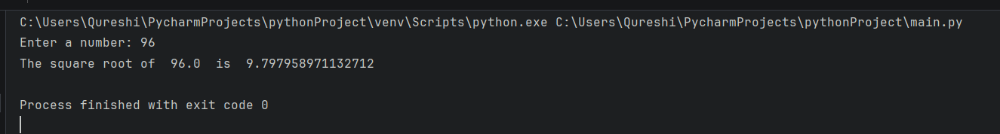 C:\Users\Qureshi\PycharmProjects\pythonProject\venv\Scripts\python.exe C:\Users\Qureshi\PycharmProjects\pythonProject\main.py
Enter a number: 96
The square root of  96.0  is  9.797958971132712
Process finished with exit code 0